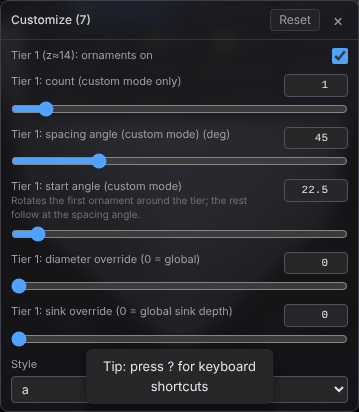 Customize (7)
Reset
×
Tier 1 (z≈14): ornaments on
Tier 1: count (custom mode only)
1
Tier 1: spacing angle (custom mode) (deg)
45
Tier 1: start angle (custom mode)
22.5
Rotates the first ornament around the tier; the rest
follow at the spacing angle.
Tier 1: diameter override (0 = global)
0
Tier 1: sink override (0 = global sink depth)
0
Style
a
Tip: press ? for keyboard
shortcuts